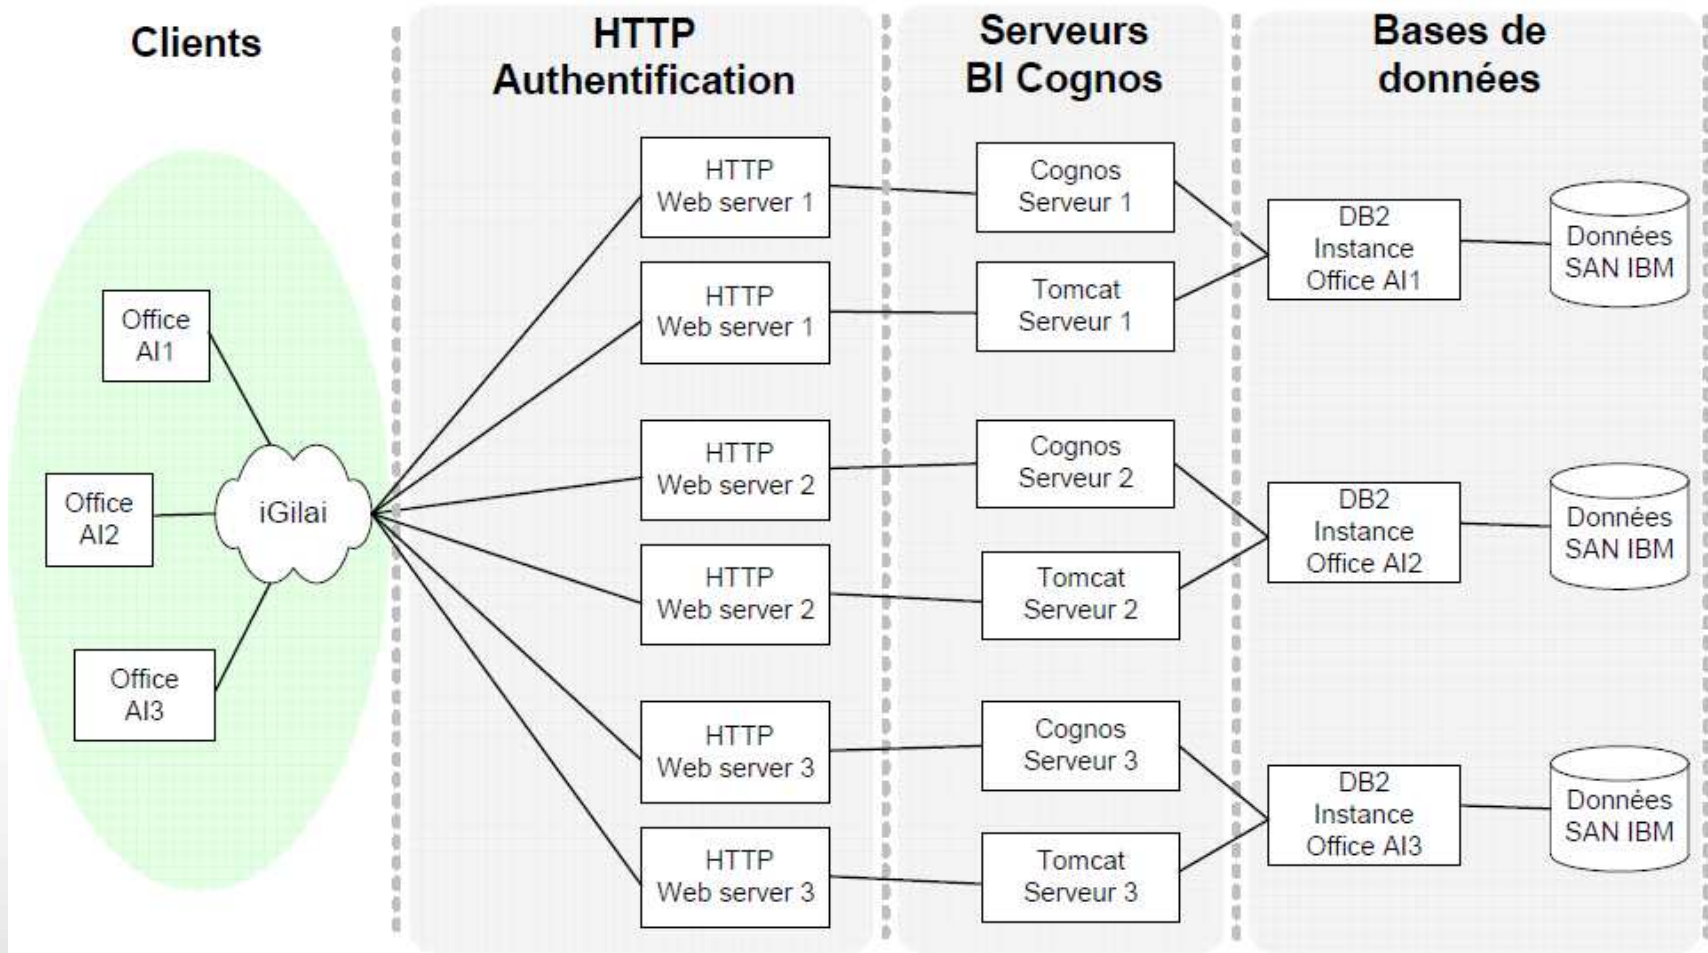 Clients
HTTP
Authentification
Serveurs
BI Cognos
Bases de
données
Office
AI1
Office
AI2
Office
AI3
iGilai
HTTP
Web server 1
HTTP
Web server 1
HTTP
Web server 2
HTTP
Web server 2
HTTP
Web server 3
HTTP
Web server 3
Cognos
Serveur 1
Tomcat
Serveur 1
Cognos
Serveur 2
Tomcat
Serveur 2
Cognos
Serveur 3
Tomcat
Serveur 3
DB2
Instance
Office AI1
DB2
Instance
Office AI2
DB2
Instance
Office AI3
Données
SAN IBM
Données
SAN IBM
Données
SAN IBM